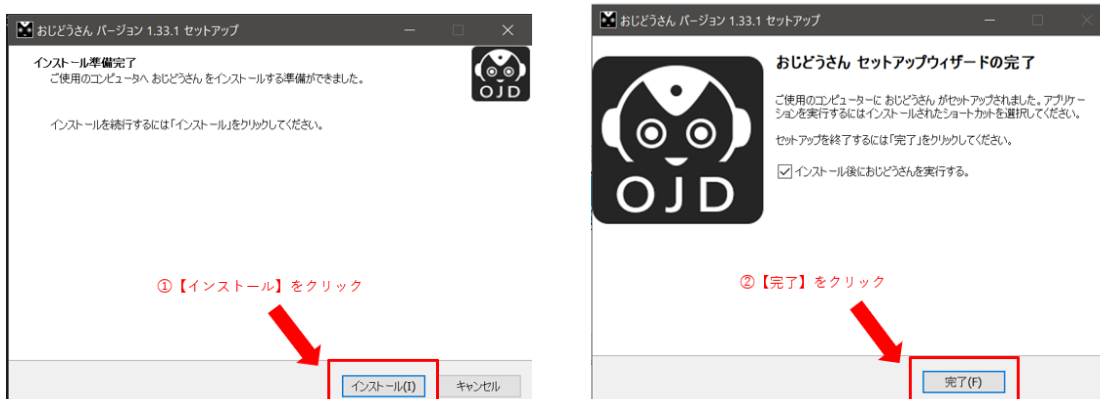 おじどうさん バージョン 1.33.1 セットアップ
インストール準備完了
ご使用のコンピュータへ おじどうさん をインストールする準備ができました。
OJD
インストールを続行するには「インストール」をクリックしてください。
①【インストール】をクリック
インストール(I)
キャンセル
おじどうさん バージョン 1.33.1 セットアップ
おじどうさん セットアップウィザードの完了
ご使用のコンピューターに おじどうさん がセットアップされました。アプリケー
ションを実行するにはインストールされたショートカットを選択してください。
セットアップを終了するには「完了」をクリックしてください。
インストール後におじどうさんを実行する。
OJD
②【完了】をクリック
完了(F)